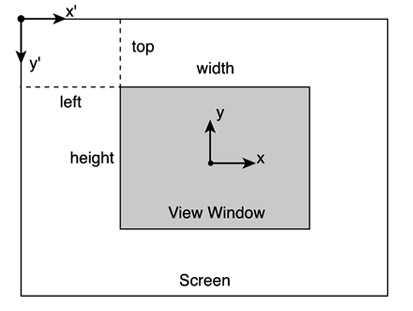 x'
y'
top
width
left
y
height
x
View Window
Screen